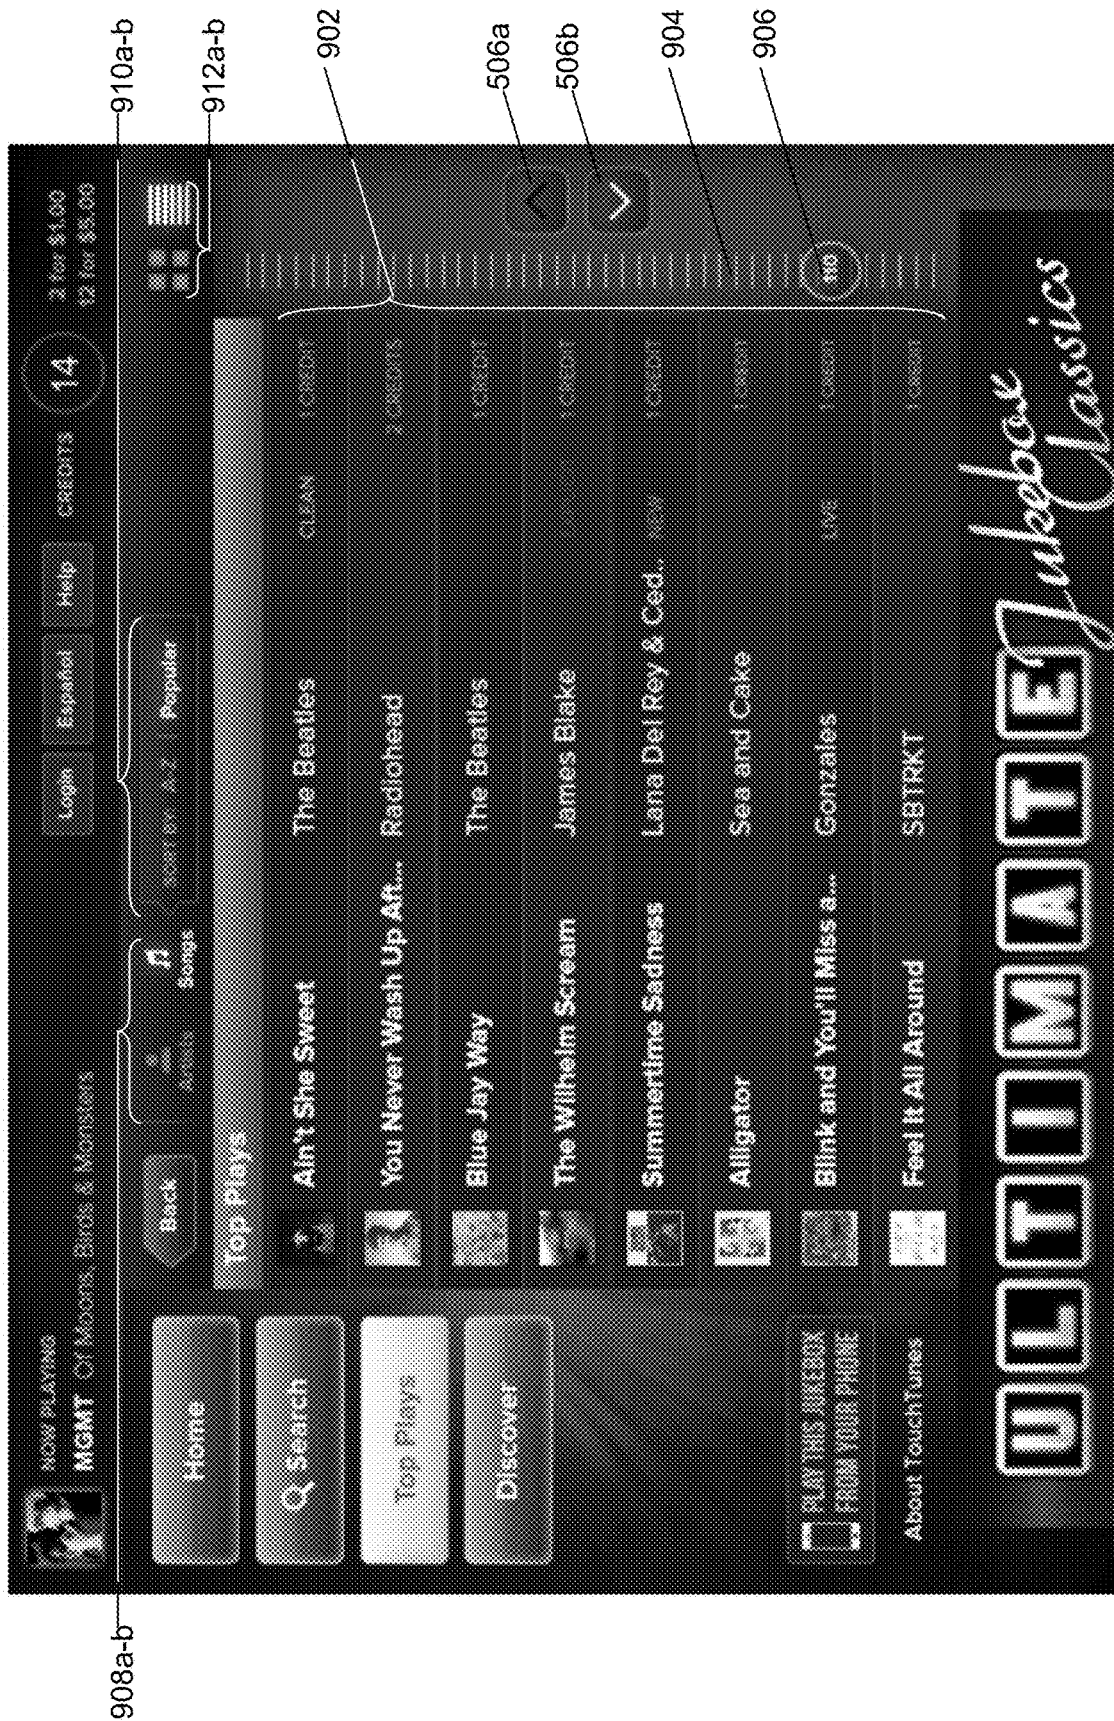 910a-b
912a-b
902
506a
506b
904
906
908a-b
NOW PLAYING
MGMT Of Moons, Birds & Monsters
Login Español Help CREDITS 14
2 for $1.00
12 for $5.00
Home
Search
Top Plays
Discover
PLAY THIS JUKEBOX
FROM YOUR PHONE
About TouchTunes
Back Artists Songs SORT BY A-Z Popular
Top Plays
Ain't She Sweet The Beatles CLEAN 1 CREDIT
You Never Wash Up Aft... Radiohead 2 CREDITS
Blue Jay Way The Beatles 1 CREDIT
The Wilhelm Scream James Blake 1 CREDIT
Summertime Sadness Lana Del Rey & Ced.. NEW 1 CREDIT
Alligator Sea and Cake 1 CREDIT
Blink and You'll Miss a... Gonzales LIVE 1 CREDIT
Feel It All Around SBTRKT 1 CREDIT
ULTIMATE Jukebox
Classics